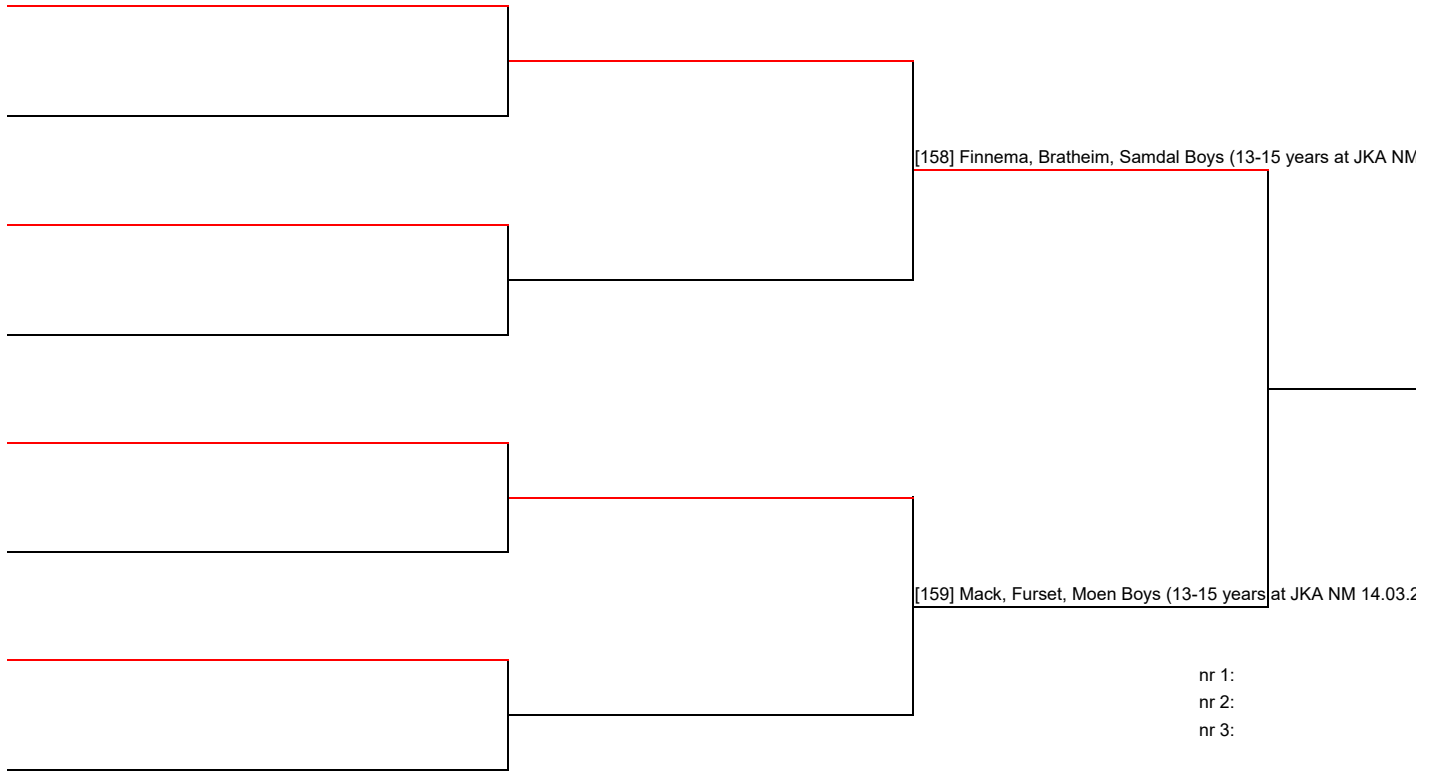 [158] Finnema, Bratheim, Samdal Boys (13-15 years at JKA NM
[159] Mack, Furset, Moen Boys (13-15 years at JKA NM 14.03.2
nr 1:
nr 2:
nr 3: